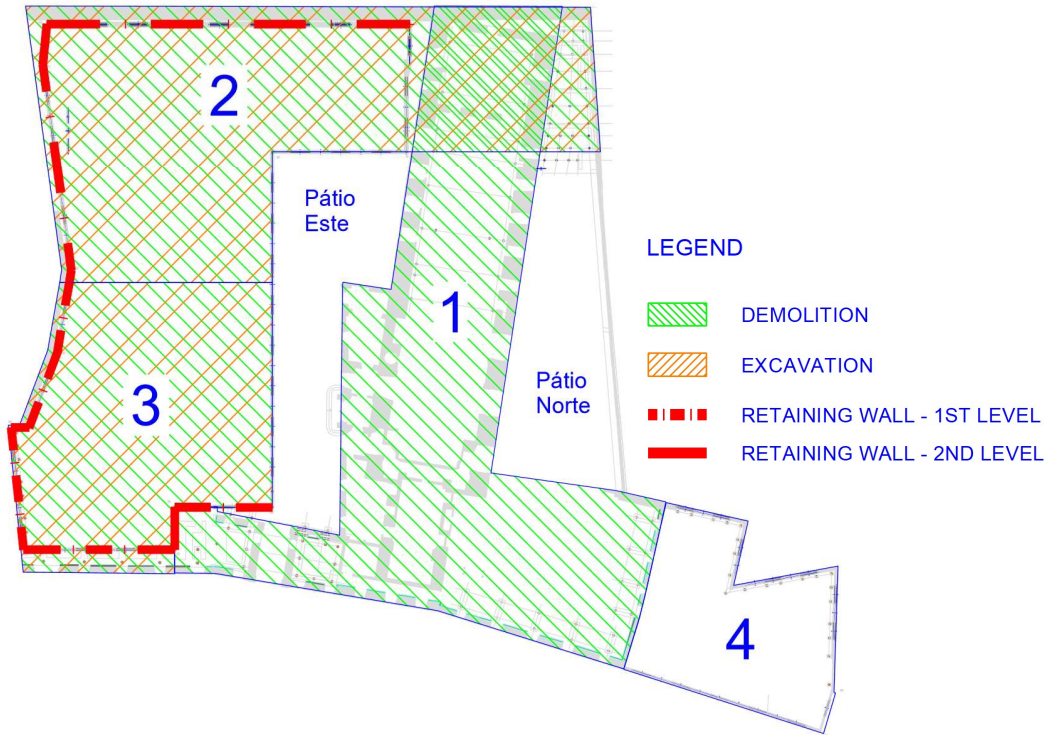 2
Pátio
Este
1
3
Pátio
Norte
4
LEGEND
DEMOLITION
EXCAVATION
RETAINING WALL - 1ST LEVEL
RETAINING WALL - 2ND LEVEL